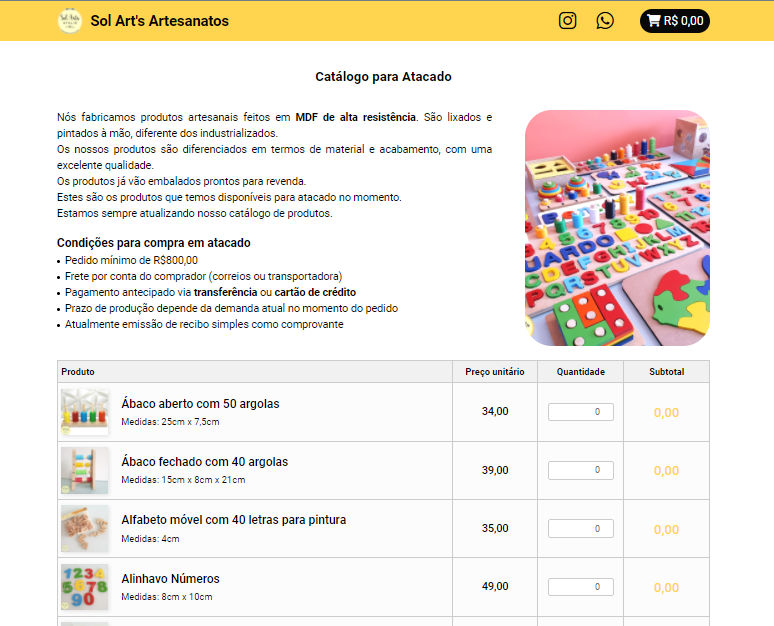 Sol Art's Artesanatos
R$ 0,00
Catálogo para Atacado
Nós fabricamos produtos artesanais feitos em MDF de alta resistência. São lixados e
pintados à mão, diferente dos industrializados.
Os nossos produtos são diferenciados em termos de material e acabamento, com uma
excelente qualidade.
Os produtos já vão embalados prontos para revenda.
Estes são os produtos que temos disponíveis para atacado no momento.
Estamos sempre atualizando nosso catálogo de produtos.
Condições para compra em atacado
• Pedido mínimo de R$800,00
• Frete por conta do comprador (correios ou transportadora)
• Pagamento antecipado via transferência ou cartão de crédito
• Prazo de produção depende da demanda atual no momento do pedido
• Atualmente emissão de recibo simples como comprovante
Produto Preço unitário Quantidade Subtotal
Ábaco aberto com 50 argolas
Medidas: 25cm x 7,5cm
34,00 0 0,00
Ábaco fechado com 40 argolas
Medidas: 15cm x 8cm x 21cm
39,00 0 0,00
Alfabeto móvel com 40 letras para pintura
Medidas: 4cm
35,00 0 0,00
Alinhavo Números
Medidas: 8cm x 10cm
49,00 0 0,00